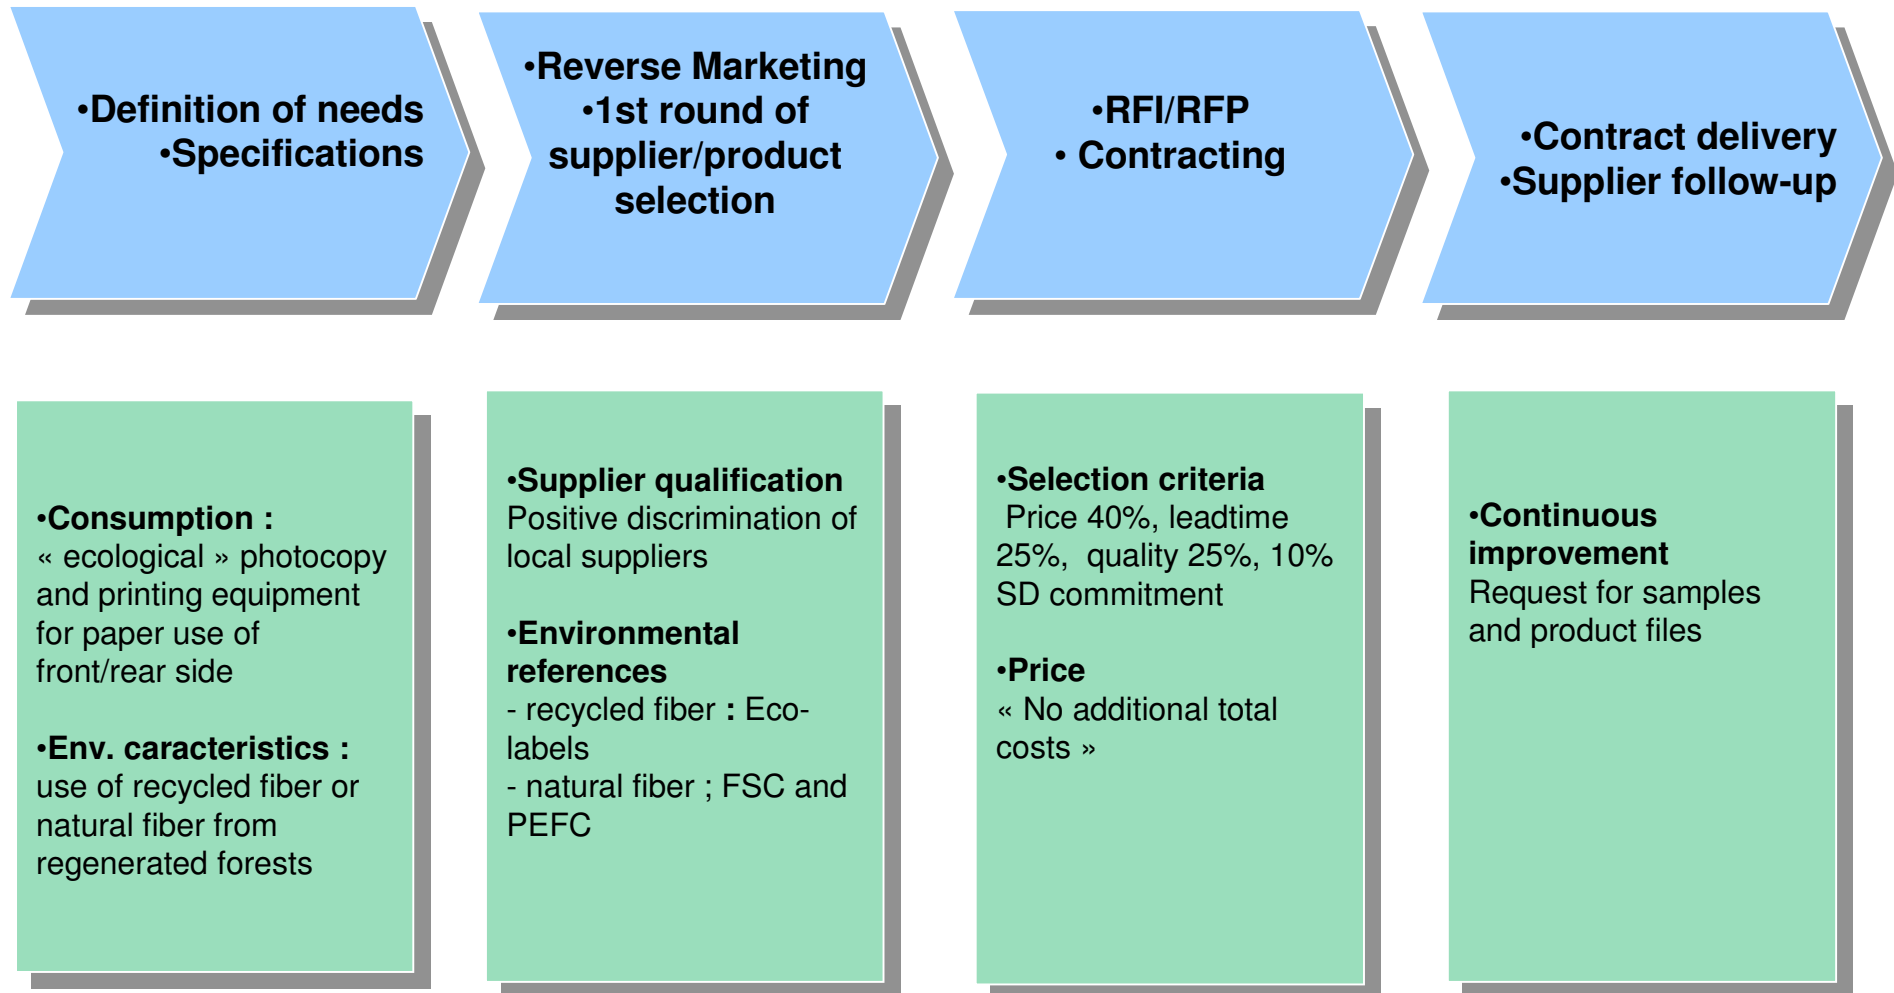 •Definition of needs
•Specifications
•Reverse Marketing
•1st round of
supplier/product
selection
•RFI/RFP
• Contracting
•Contract delivery
•Supplier follow-up
•Consumption :
« ecological » photocopy
and printing equipment
for paper use of
front/rear side
•Env. caracteristics :
use of recycled fiber or
natural fiber from
regenerated forests
•Supplier qualification
Positive discrimination of
local suppliers
•Environmental
references
- recycled fiber : Eco-
labels
- natural fiber ; FSC and
PEFC
•Selection criteria
Price 40%, leadtime
25%, quality 25%, 10%
SD commitment
•Price
« No additional total
costs »
•Continuous
improvement
Request for samples
and product files